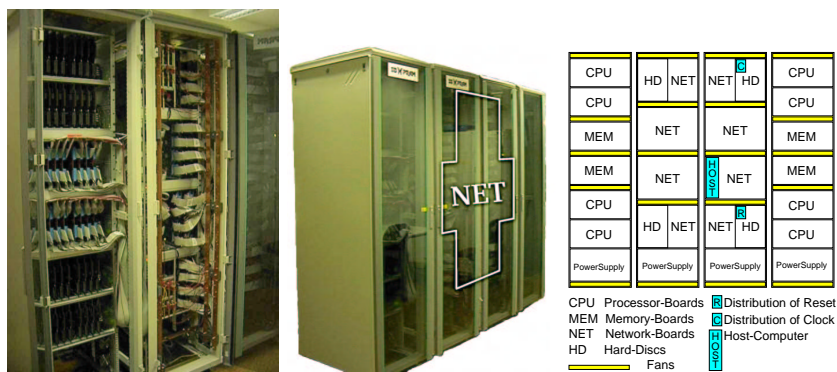 NET
CPU
CPU
MEM
MEM
CPU
CPU
PowerSupply
HD NET
NET
NET
HD NET
PowerSupply
C
NET HD
NET
HOST NET
R
NET HD
PowerSupply
CPU
CPU
MEM
MEM
CPU
CPU
PowerSupply
CPU Processor-Boards
MEM Memory-Boards
NET Network-Boards
HD Hard-Discs
Fans
R Distribution of Reset
C Distribution of Clock
HOST Host-Computer